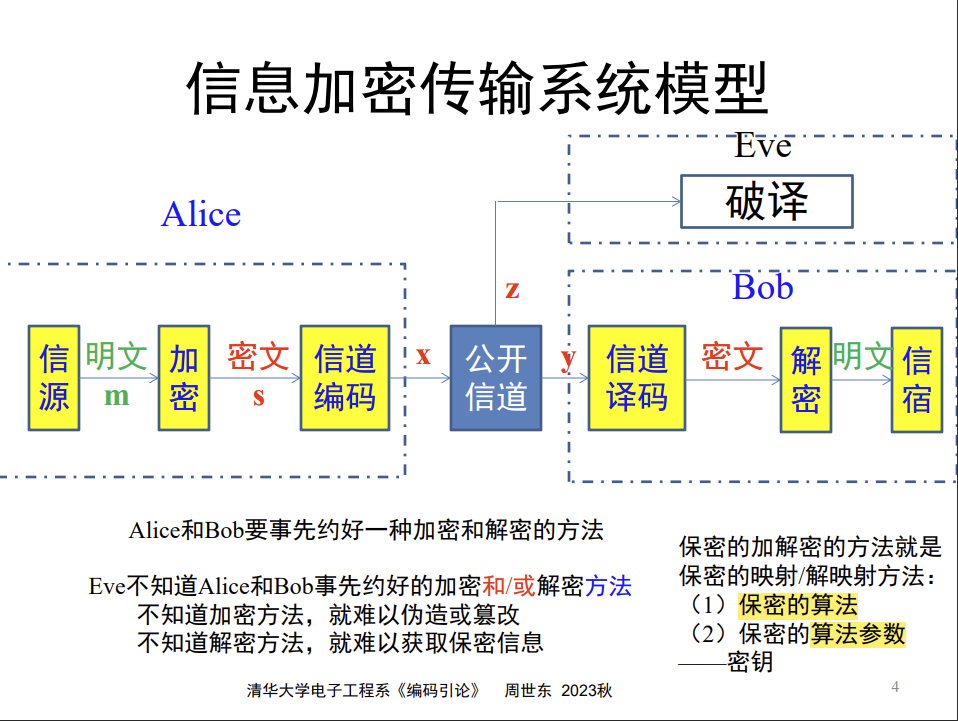 信息加密传输系统模型
Eve
破译
Alice
z
Bob
信源
明文
m
加密
密文
s
信道编码
x
公开信道
y
信道译码
密文
解密
明文
信宿
Alice和Bob要事先约好一种加密和解密的方法
Eve不知道Alice和Bob事先约好的加密和/或解密方法
不知道加密方法，就难以伪造或篡改
不知道解密方法，就难以获取保密信息
保密的加解密的方法就是
保密的映射/解映射方法：
（1）保密的算法
（2）保密的算法参数
——密钥
清华大学电子工程系《编码引论》 周世东 2023秋
4